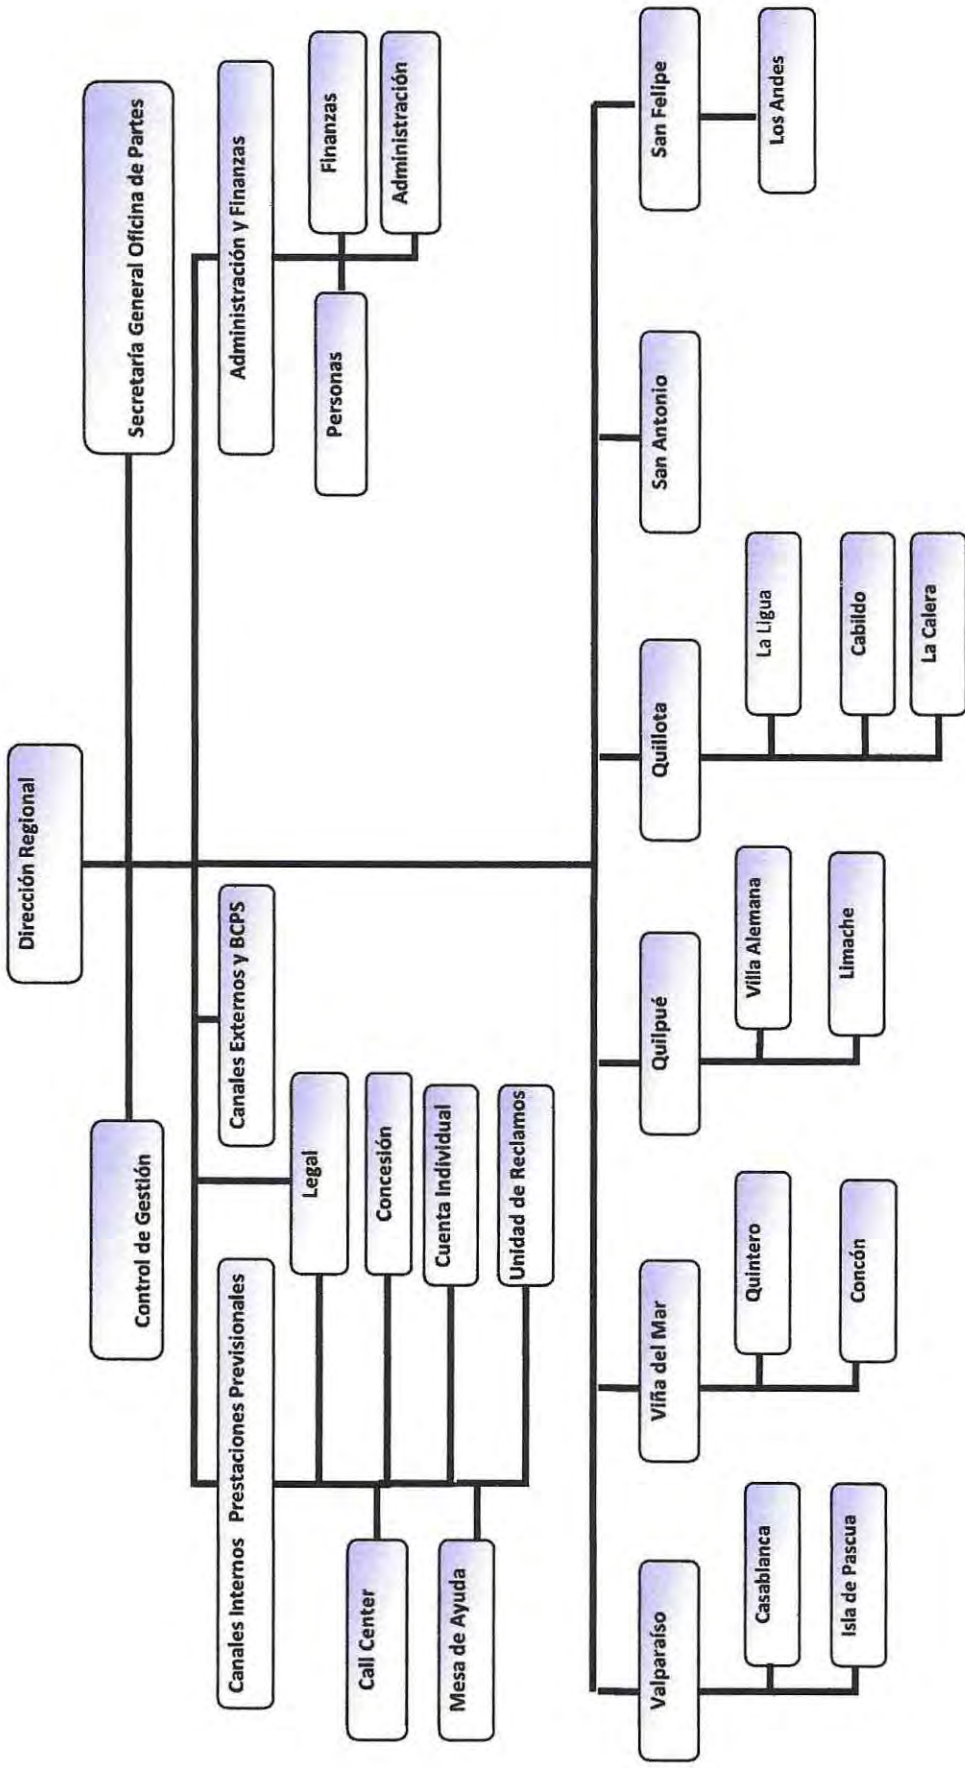 Dirección Regional
Control de Gestión
Secretaría General Oficina de Partes
Canales Internos Prestaciones Previsionales
Canales Externos y BCPS
Administración y Finanzas
Legal
Concesión
Cuenta Individual
Unidad de Reclamos
Call Center
Mesa de Ayuda
Personas
Finanzas
Administración
Valparaíso
Casablanca
Isla de Pascua
Viña del Mar
Quintero
Concón
Quilpué
Villa Alemana
Limache
Quillota
La Ligua
Cabildo
La Calera
San Antonio
San Felipe
Los Andes